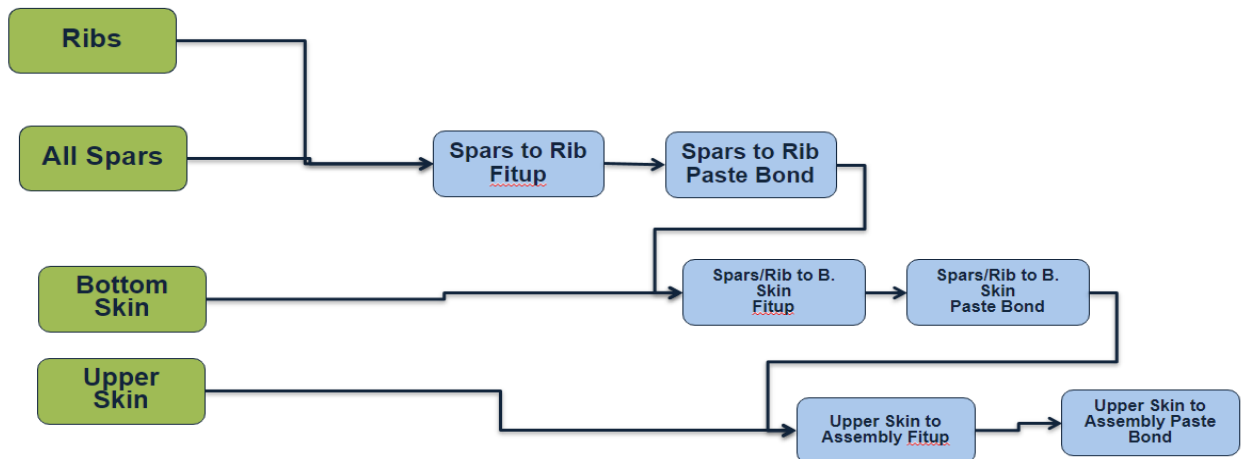 Ribs
All Spars
Spars to Rib
Fitup
Spars to Rib
Paste Bond
Bottom
Skin
Spars/Rib to B.
Skin
Fitup
Spars/Rib to B.
Skin
Paste Bond
Upper
Skin
Upper Skin to
Assembly Fitup
Upper Skin to
Assembly Paste
Bond